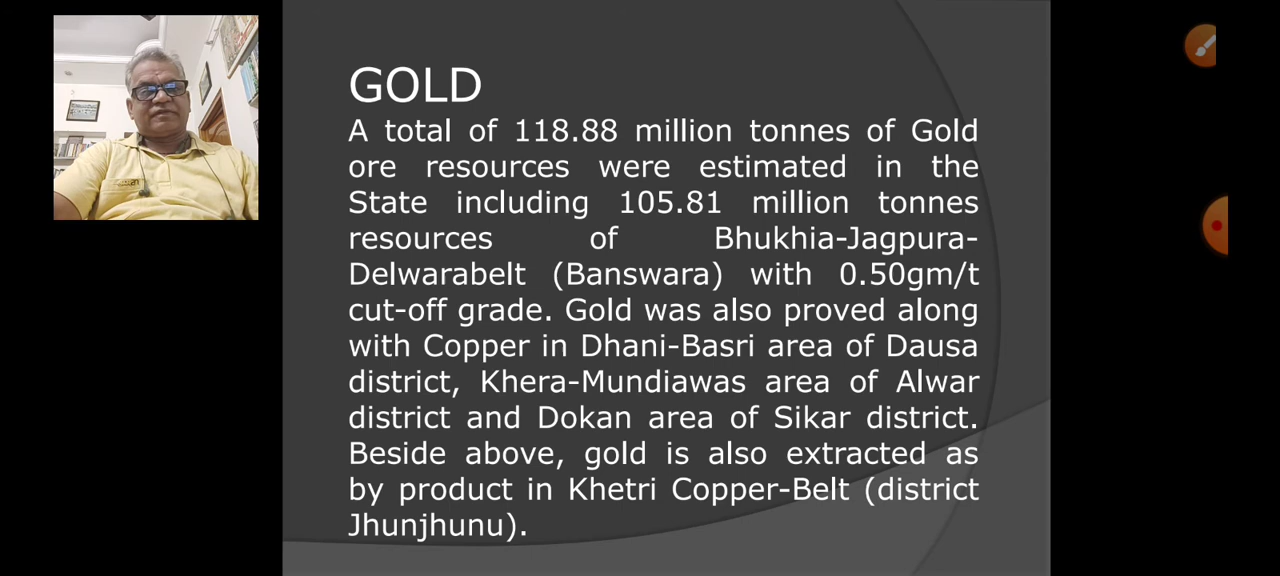 GOLD
A total of 118.88 million tonnes of Gold
ore resources were estimated in the
State including 105.81 million tonnes
resources of Bhukhia-Jagpura-
Delwarabelt (Banswara) with 0.50gm/t
cut-off grade. Gold was also proved along
with Copper in Dhani-Basri area of Dausa
district, Khera-Mundiawas area of Alwar
district and Dokan area of Sikar district.
Beside above, gold is also extracted as
by product in Khetri Copper-Belt (district
Jhunjhunu).